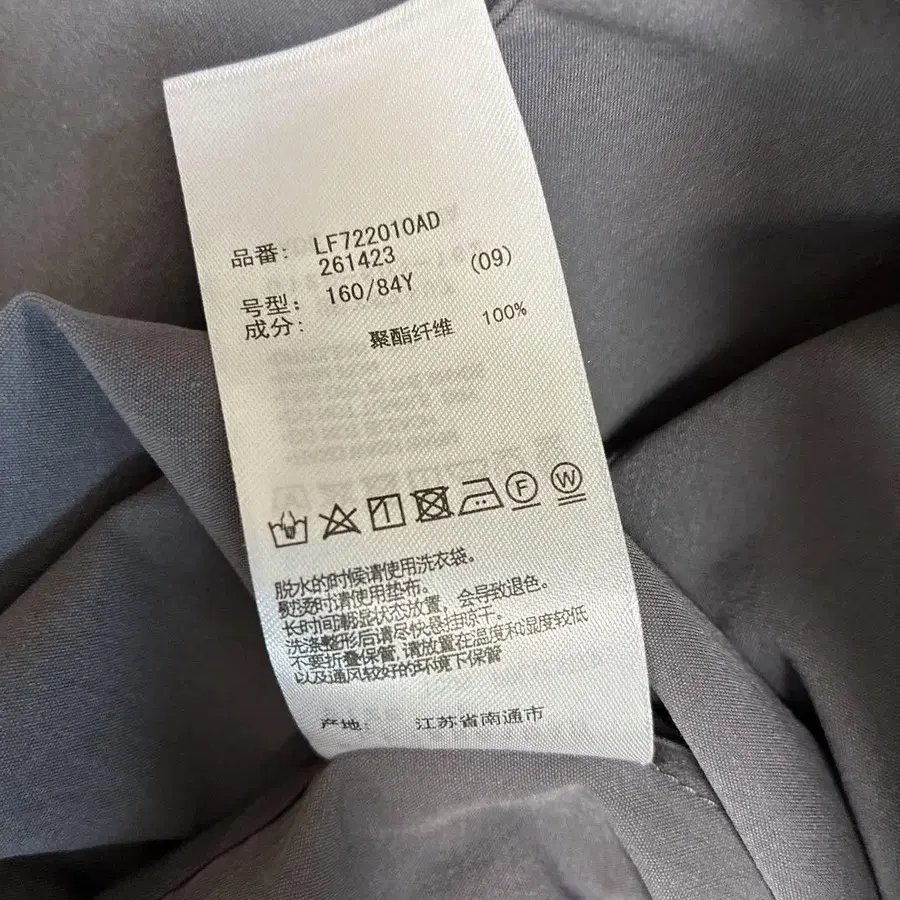 品番: LF722010AD
261423 (09)
号型: 160/84Y
成分:
聚酯纤维 100%
F W
脱水的时候请使用洗衣袋。
熨烫时请使用垫布。
长时间潮湿状态放置，会导致退色。
洗涤整形后请尽快悬挂晾干。
不要折叠保管,请放置在温度和湿度较低
以及通风较好的环境下保管
产地: 江苏省南通市